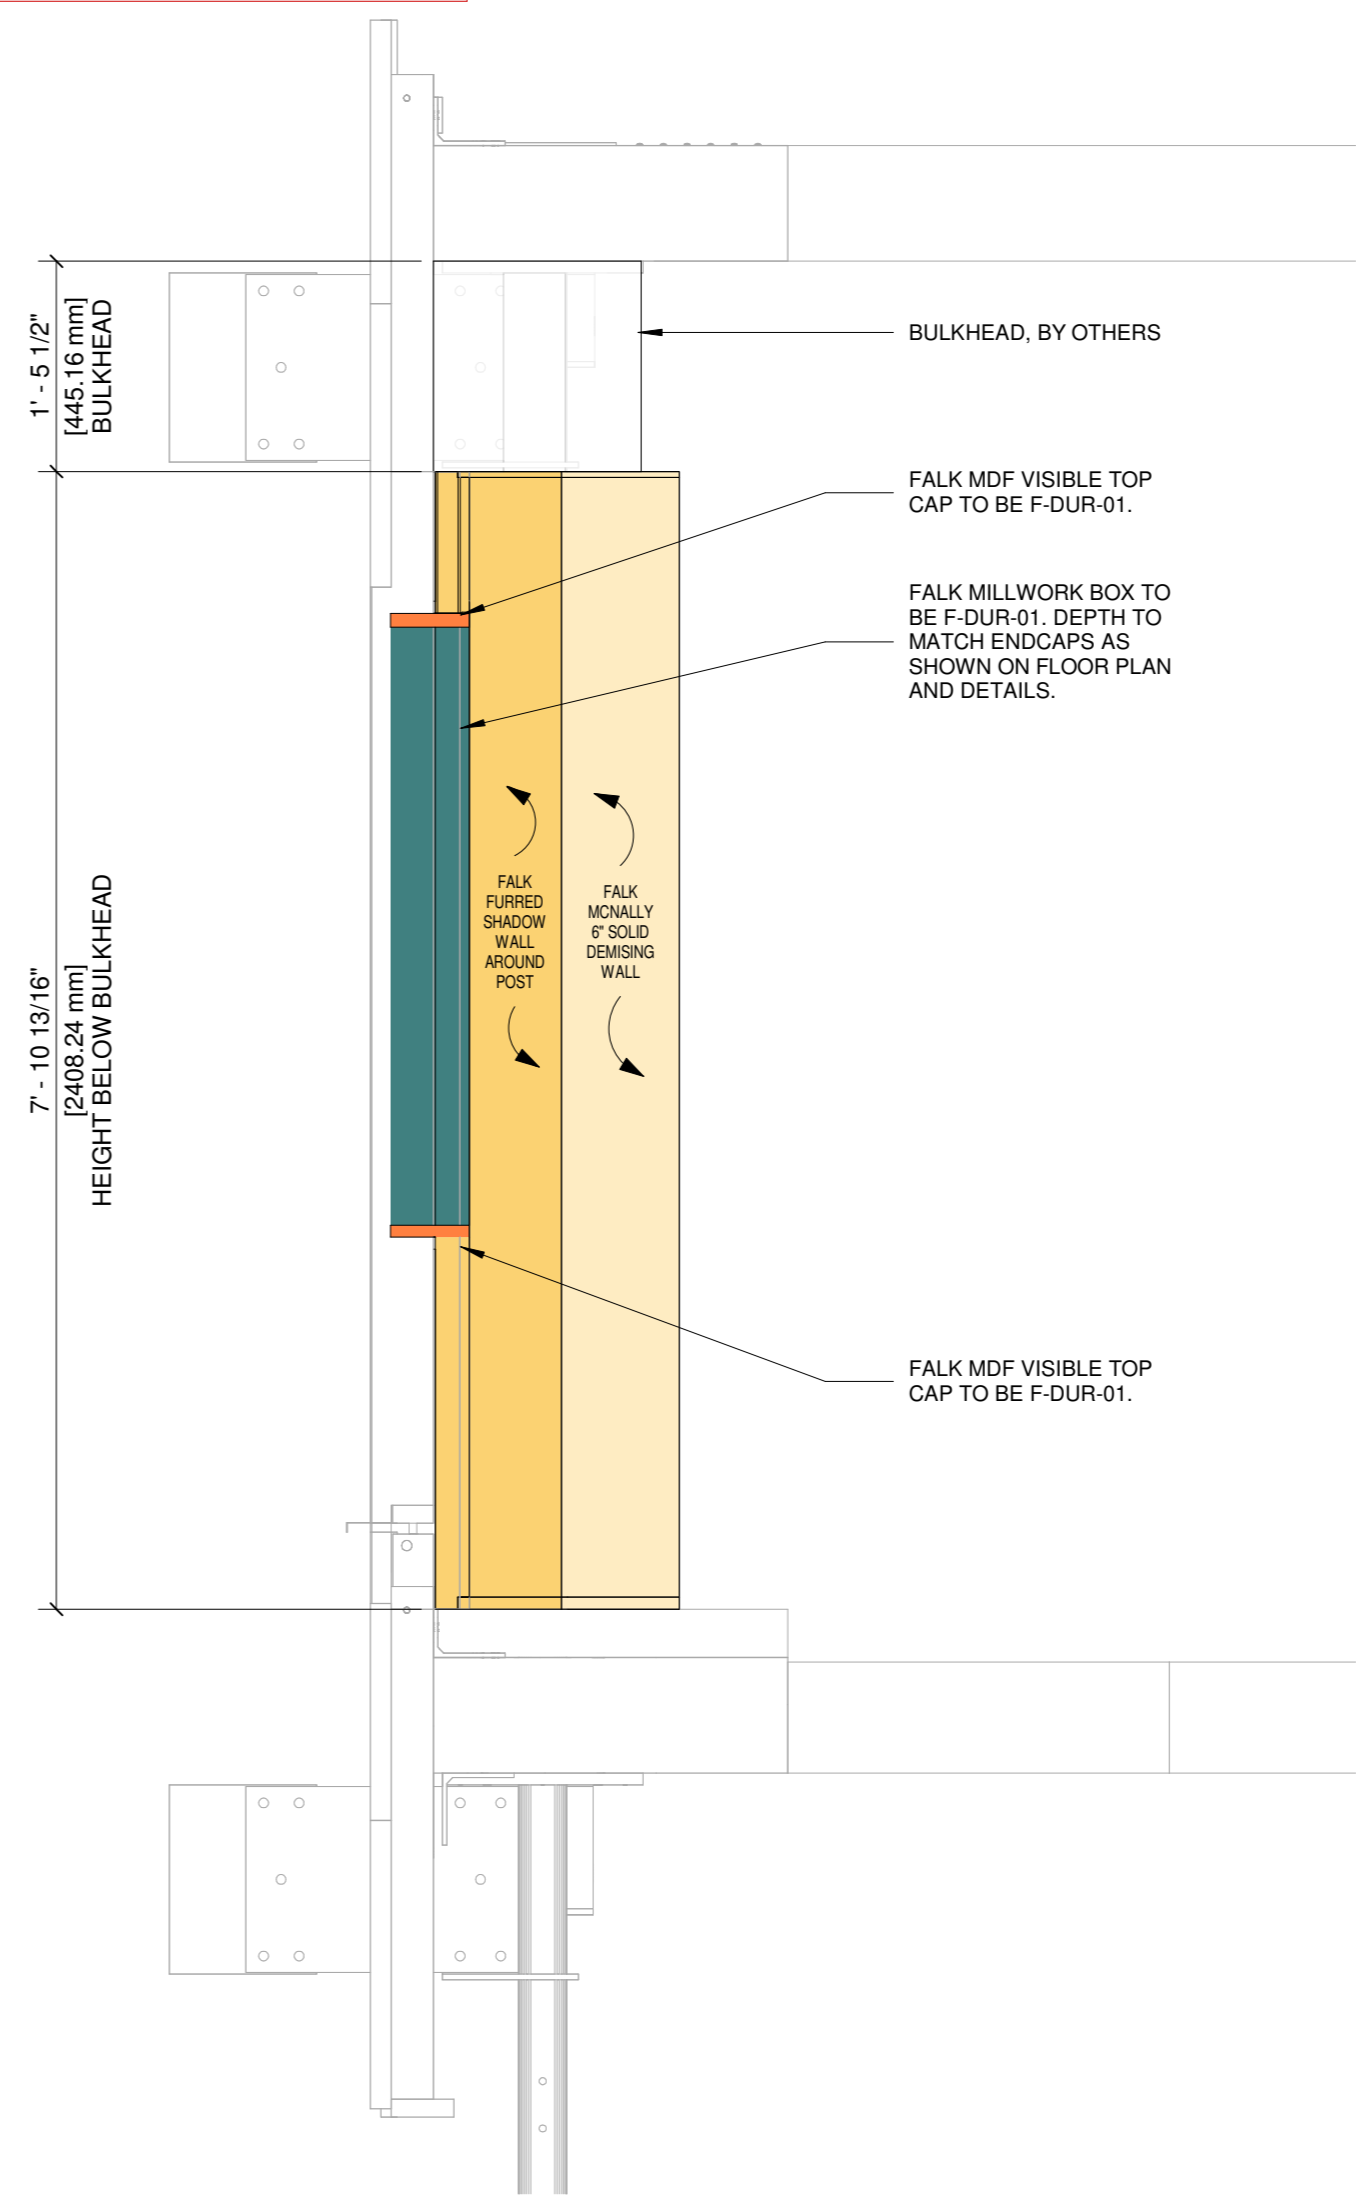 1' - 5 1/2"
[445.16 mm]
BULKHEAD
BULKHEAD, BY OTHERS
FALK MDF VISIBLE TOP
CAP TO BE F-DUR-01.
FALK MILLWORK BOX TO
BE F-DUR-01. DEPTH TO
MATCH ENDCAPS AS
SHOWN ON FLOOR PLAN
AND DETAILS.
7' - 10 13/16"
[2408.24 mm]
HEIGHT BELOW BULKHEAD
FALK
FURRED
SHADOW
WALL
AROUND
POST
FALK
MCNALLY
6" SOLID
DEMISING
WALL
FALK MDF VISIBLE TOP
CAP TO BE F-DUR-01.